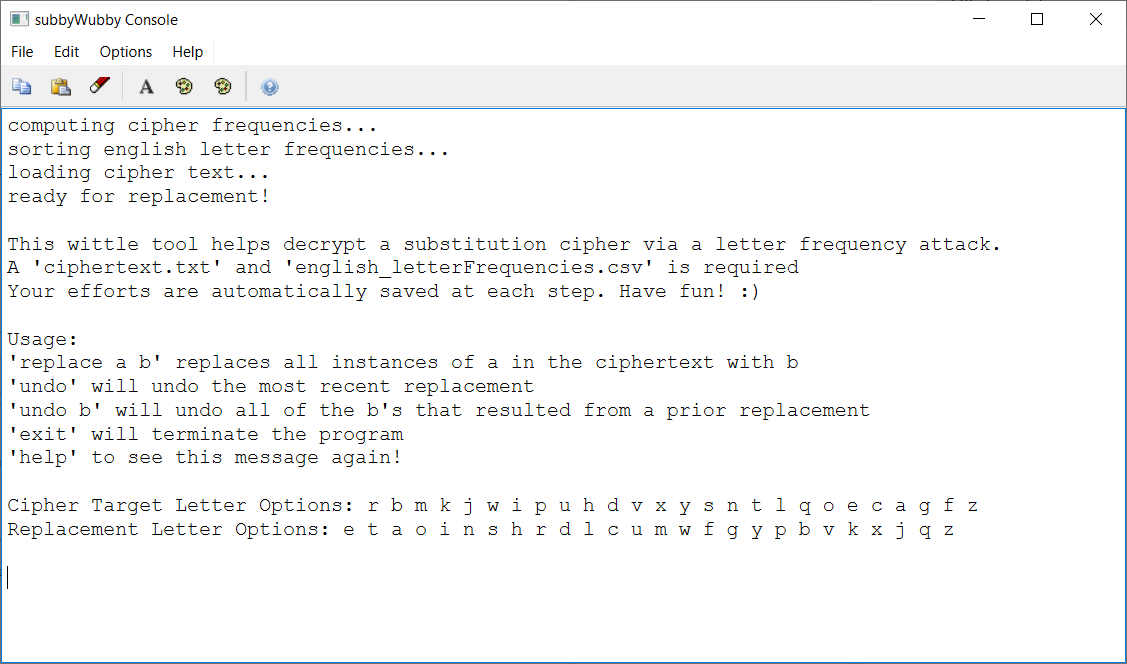 subbyWubby Console
File Edit Options Help
A
computing cipher frequencies...
sorting english letter frequencies...
loading cipher text...
ready for replacement!
This wittle tool helps decrypt a substitution cipher via a letter frequency attack.
A 'ciphertext.txt' and 'english_letterFrequencies.csv' is required
Your efforts are automatically saved at each step. Have fun! :)
Usage:
'replace a b' replaces all instances of a in the ciphertext with b
'undo' will undo the most recent replacement
'undo b' will undo all of the b's that resulted from a prior replacement
'exit' will terminate the program
'help' to see this message again!
Cipher Target Letter Options: r b m k j w i p u h d v x y s n t l q o e c a g f z
Replacement Letter Options: e t a o i n s h r d l c u m w f g y p b v k x j q z